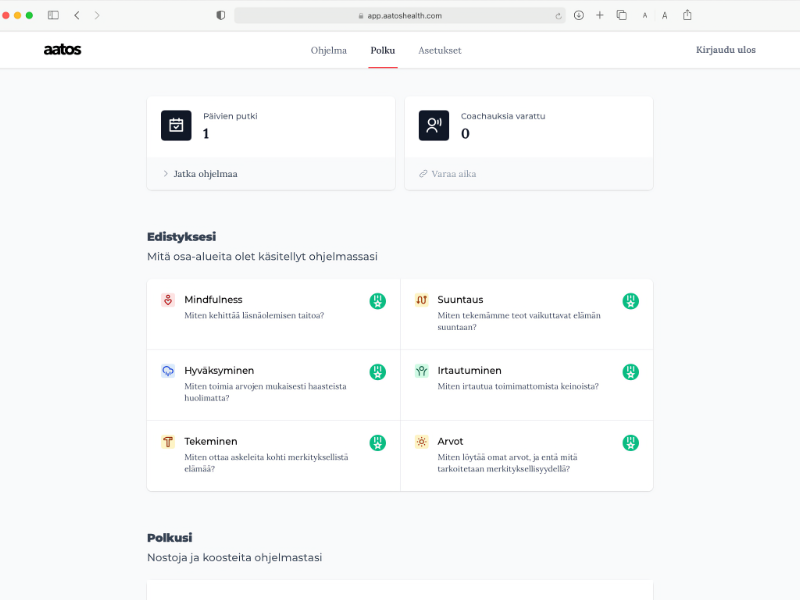 app.aatoshealth.com
A
A
aatos
Ohjelma
Polku
Asetukset
Kirjaudu ulos
Päivien putki
1
Coachauksia varattu
0
Jatka ohjelmaa
Varaa aika
Edistyksesi
Mitä osa-alueita olet käsitellyt ohjelmassasi
Mindfulness
Miten kehittää läsnäolemisen taitoa?
Suuntaus
Miten tekemämme teot vaikuttavat elämän
suuntaan?
Hyväksyminen
Miten toimia arvojen mukaisesti haasteista
huolimatta?
Irtautuminen
Miten irtautua toimimattomista keinoista?
Tekeminen
Miten ottaa askeleita kohti merkityksellistä
elämää?
Arvot
Miten löytää omat arvot, ja entä mitä
tarkoitetaan merkityksellisyydellä?
Polkusi
Nostoja ja koosteita ohjelmastasi